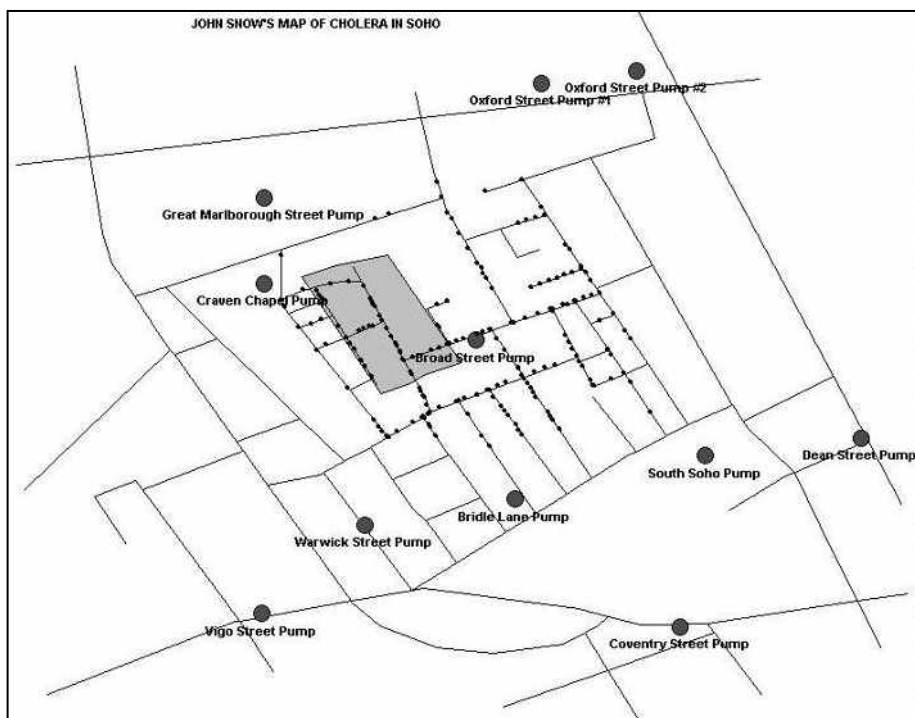 JOHN SNOW'S MAP OF CHOLERA IN SOHO
Oxford Street Pump #2
Oxford Street Pump #1
Great Marlborough Street Pump
Craven Chapel Pump
Broad Street Pump
Dean Street Pump
South Soho Pump
Bridle Lane Pump
Warwick Street Pump
Vigo Street Pump
Coventry Street Pump